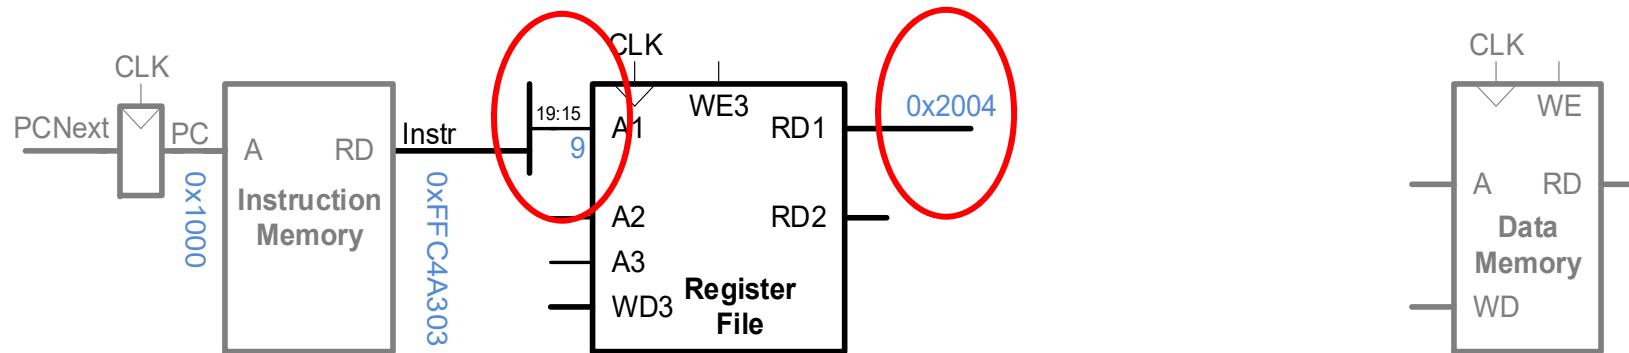 PCNext
CLK
PC
0x1000
A
RD
Instruction
Memory
Instr
0xFFC4A303
19:15
9
CLK
WE3
A1
RD1
0x2004
A2
RD2
A3
WD3
Register
File
CLK
WE
A
RD
Data
Memory
WD